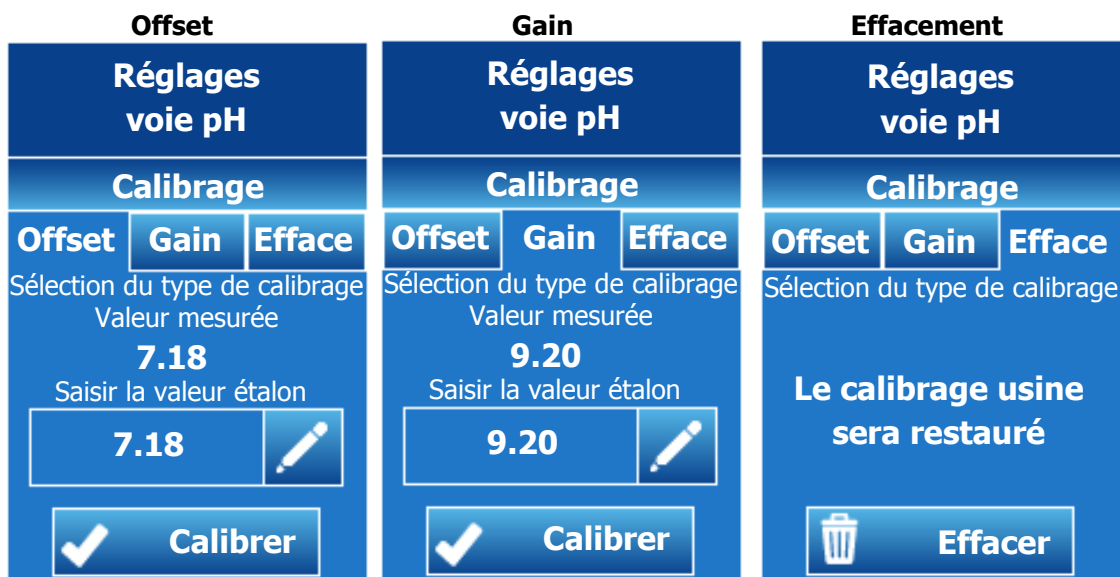 Offset
Réglages
voie pH
Calibrage
Offset Gain Efface
Sélection du type de calibrage
Valeur mesurée
7.18
Saisir la valeur étalon
7.18
Calibrer
Gain
Réglages
voie pH
Calibrage
Offset Gain Efface
Sélection du type de calibrage
Valeur mesurée
9.20
Saisir la valeur étalon
9.20
Calibrer
Effacement
Réglages
voie pH
Calibrage
Offset Gain Efface
Sélection du type de calibrage
Le calibrage usine
sera restauré
Effacer